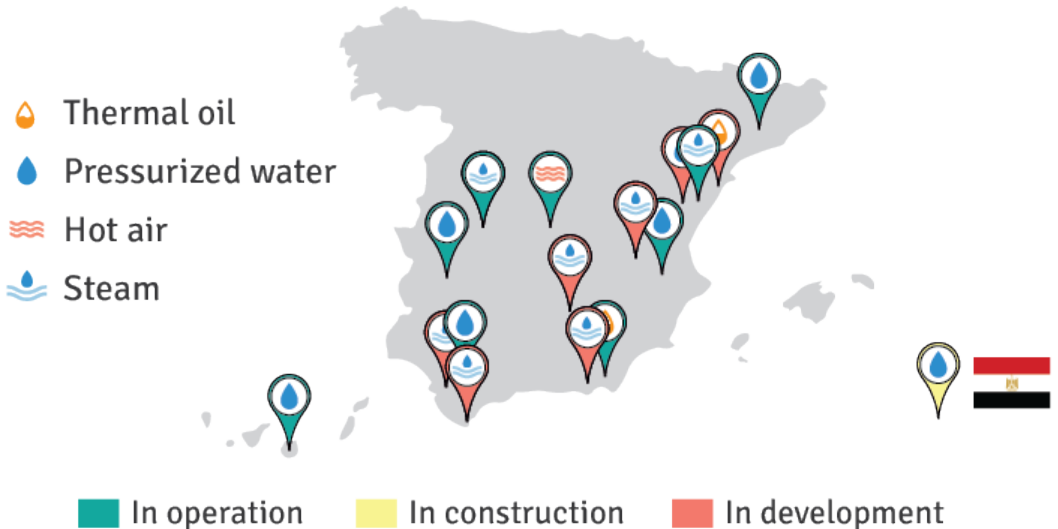 Thermal oil
Pressurized water
Hot air
Steam
In operation
In construction
In development